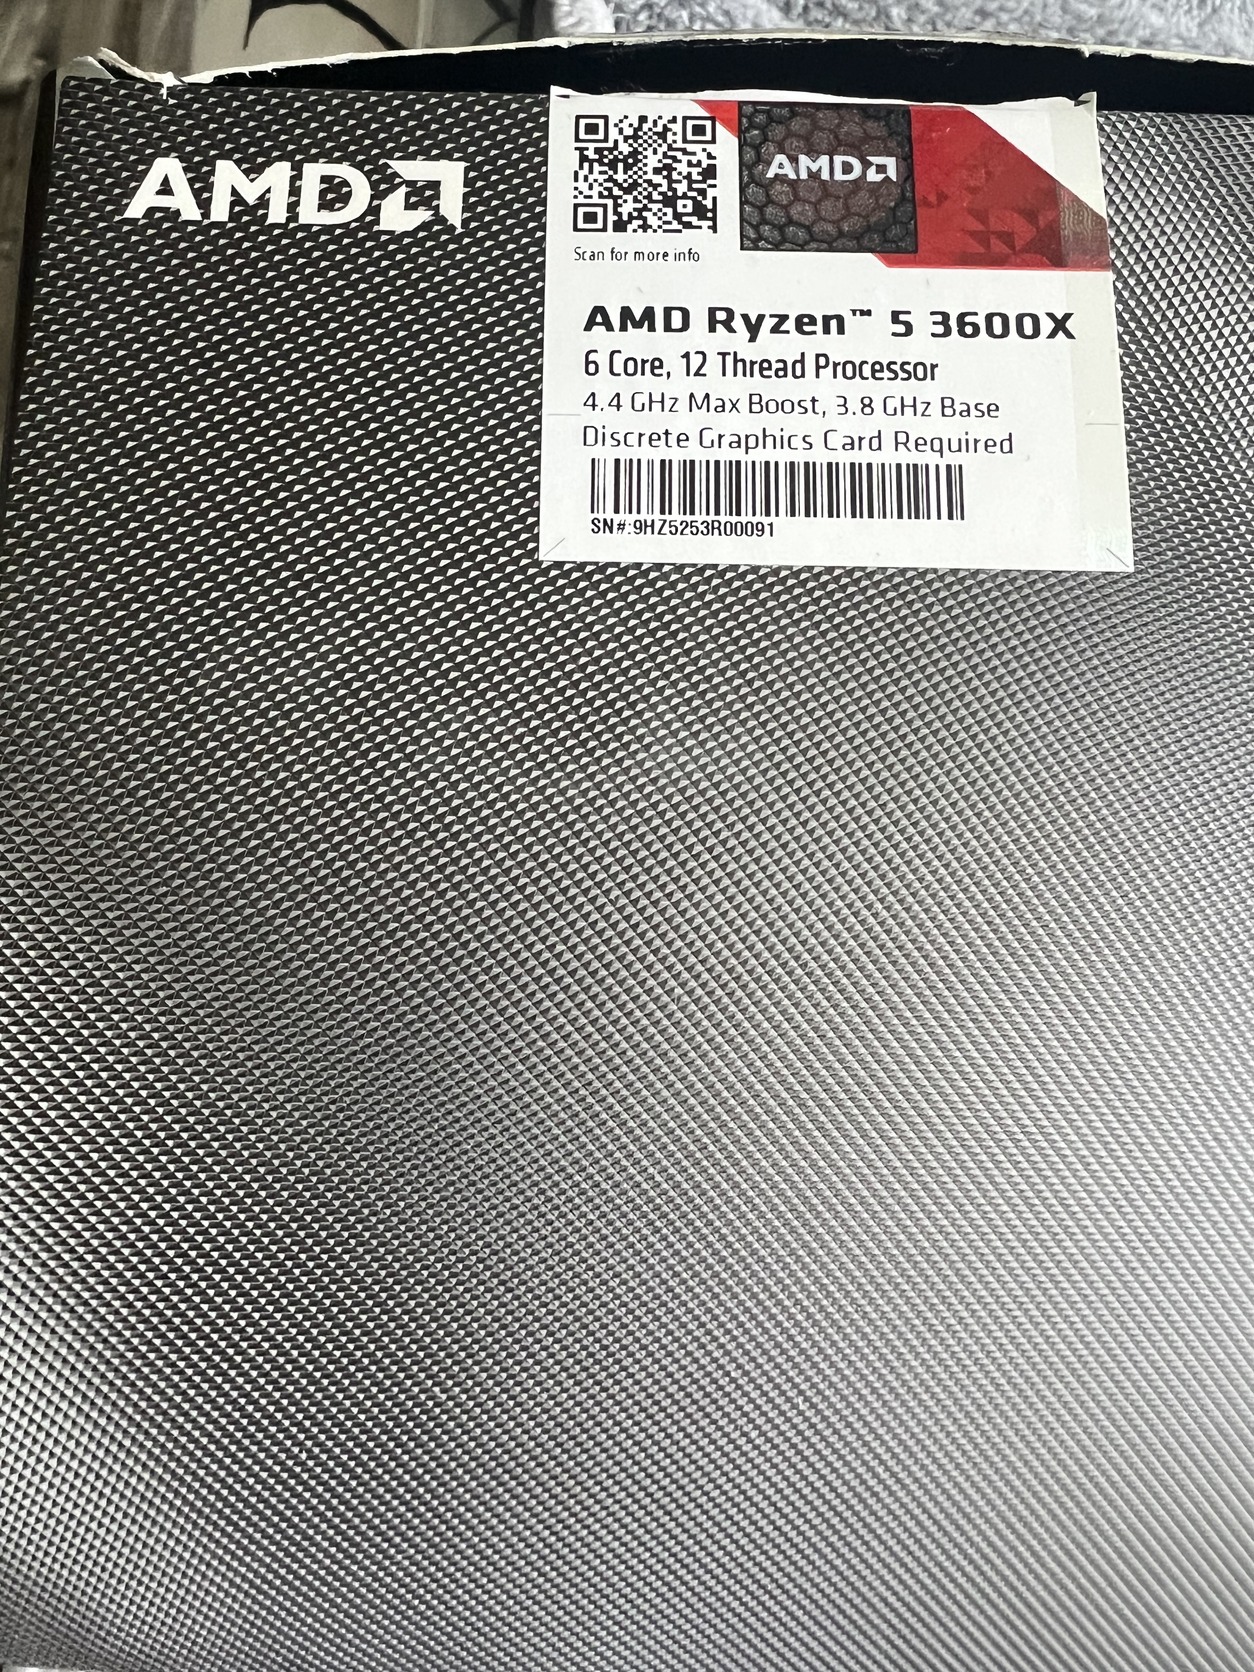 AMD
AMD
Scan for more info
AMD Ryzen™ 5 3600X
6 Core, 12 Thread Processor
4.4 GHz Max Boost, 3.8 GHz Base
Discrete Graphics Card Required
SN#:9HZ5253R00091